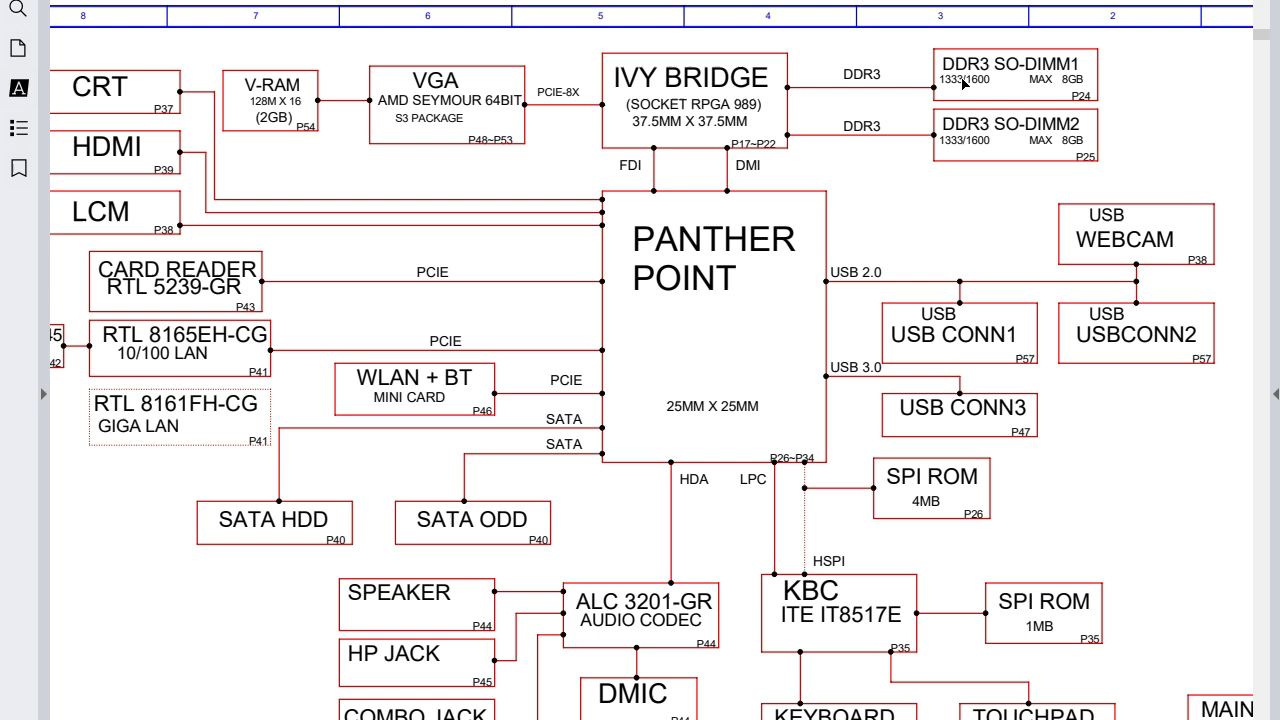 8 7 6 5 4 3 2
CRT
P37
HDMI
P39
LCM
P38
V-RAM
128M X 16
(2GB)
P54
VGA
AMD SEYMOUR 64BIT
S3 PACKAGE
P48~P53
PCIE-8X
IVY BRIDGE
(SOCKET RPGA 989)
37.5MM X 37.5MM
P17~P22
DDR3
DDR3
DDR3 SO-DIMM1
1333/1600 MAX 8GB
P24
DDR3 SO-DIMM2
1333/1600 MAX 8GB
P25
FDI
DMI
PANTHER
POINT
25MM X 25MM
P26~P34
CARD READER
RTL 5239-GR
P43
PCIE
RTL 8165EH-CG
10/100 LAN
P41
PCIE
42
RTL 8161FH-CG
GIGA LAN
P41
WLAN + BT
MINI CARD
P46
PCIE
SATA
SATA
SATA HDD
P40
SATA ODD
P40
USB 2.0
USB
WEBCAM
P38
USB
USB CONN1
P57
USB
USBCONN2
P57
USB 3.0
USB CONN3
P47
HDA
LPC
SPI ROM
4MB
P26
HSPI
SPEAKER
P44
HP JACK
P45
COMBO JACK
ALC 3201-GR
AUDIO CODEC
P44
DMIC
P44
KBC
ITE IT8517E
P35
SPI ROM
1MB
P35
KEYBOARD
TOUCHPAD
MAIN